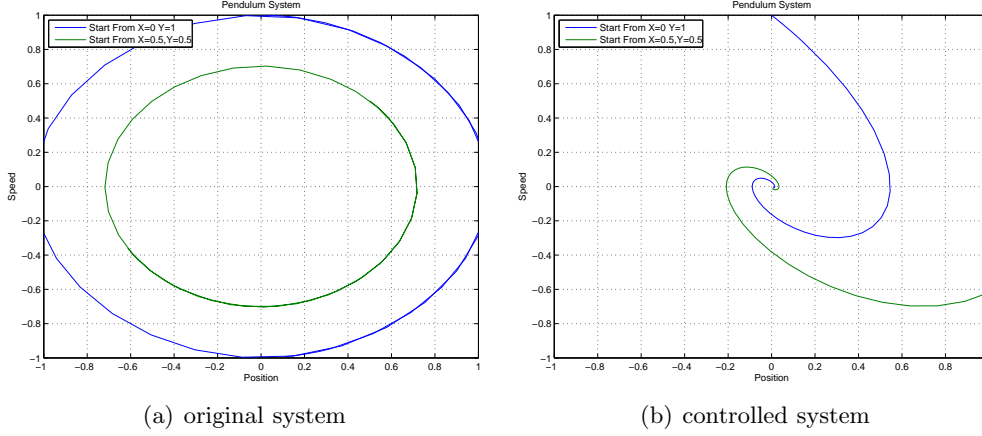 Pendulum System
Start From X=0 Y=1
Start From X=0.5,Y=0.5
1
0.8
0.6
0.4
0.2
0
−0.2
−0.4
−0.6
−0.8
−1
Speed
−1 −0.8 −0.6 −0.4 −0.2 0 0.2 0.4 0.6 0.8 1
Position
(a) original system
Pendulum System
Start From X=0 Y=1
Start From X=0.5,Y=0.5
1
0.8
0.6
0.4
0.2
0
−0.2
−0.4
−0.6
−0.8
−1
Speed
−1 −0.8 −0.6 −0.4 −0.2 0 0.2 0.4 0.6 0.8
Position
(b) controlled system